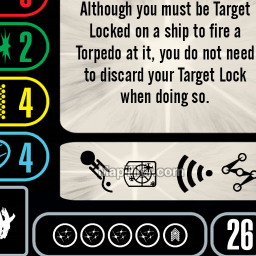 Although you must be Target
Locked on a ship to fire a
Torpedo at it, you do not need
to discard your Target Lock
when doing so.
2
4
4
26